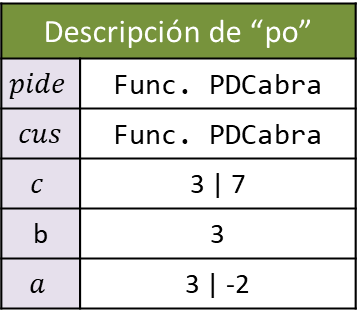 Descripción de “po”
pide Func. PDCabra
cus Func. PDCabra
c 3 | 7
b 3
a 3 | -2